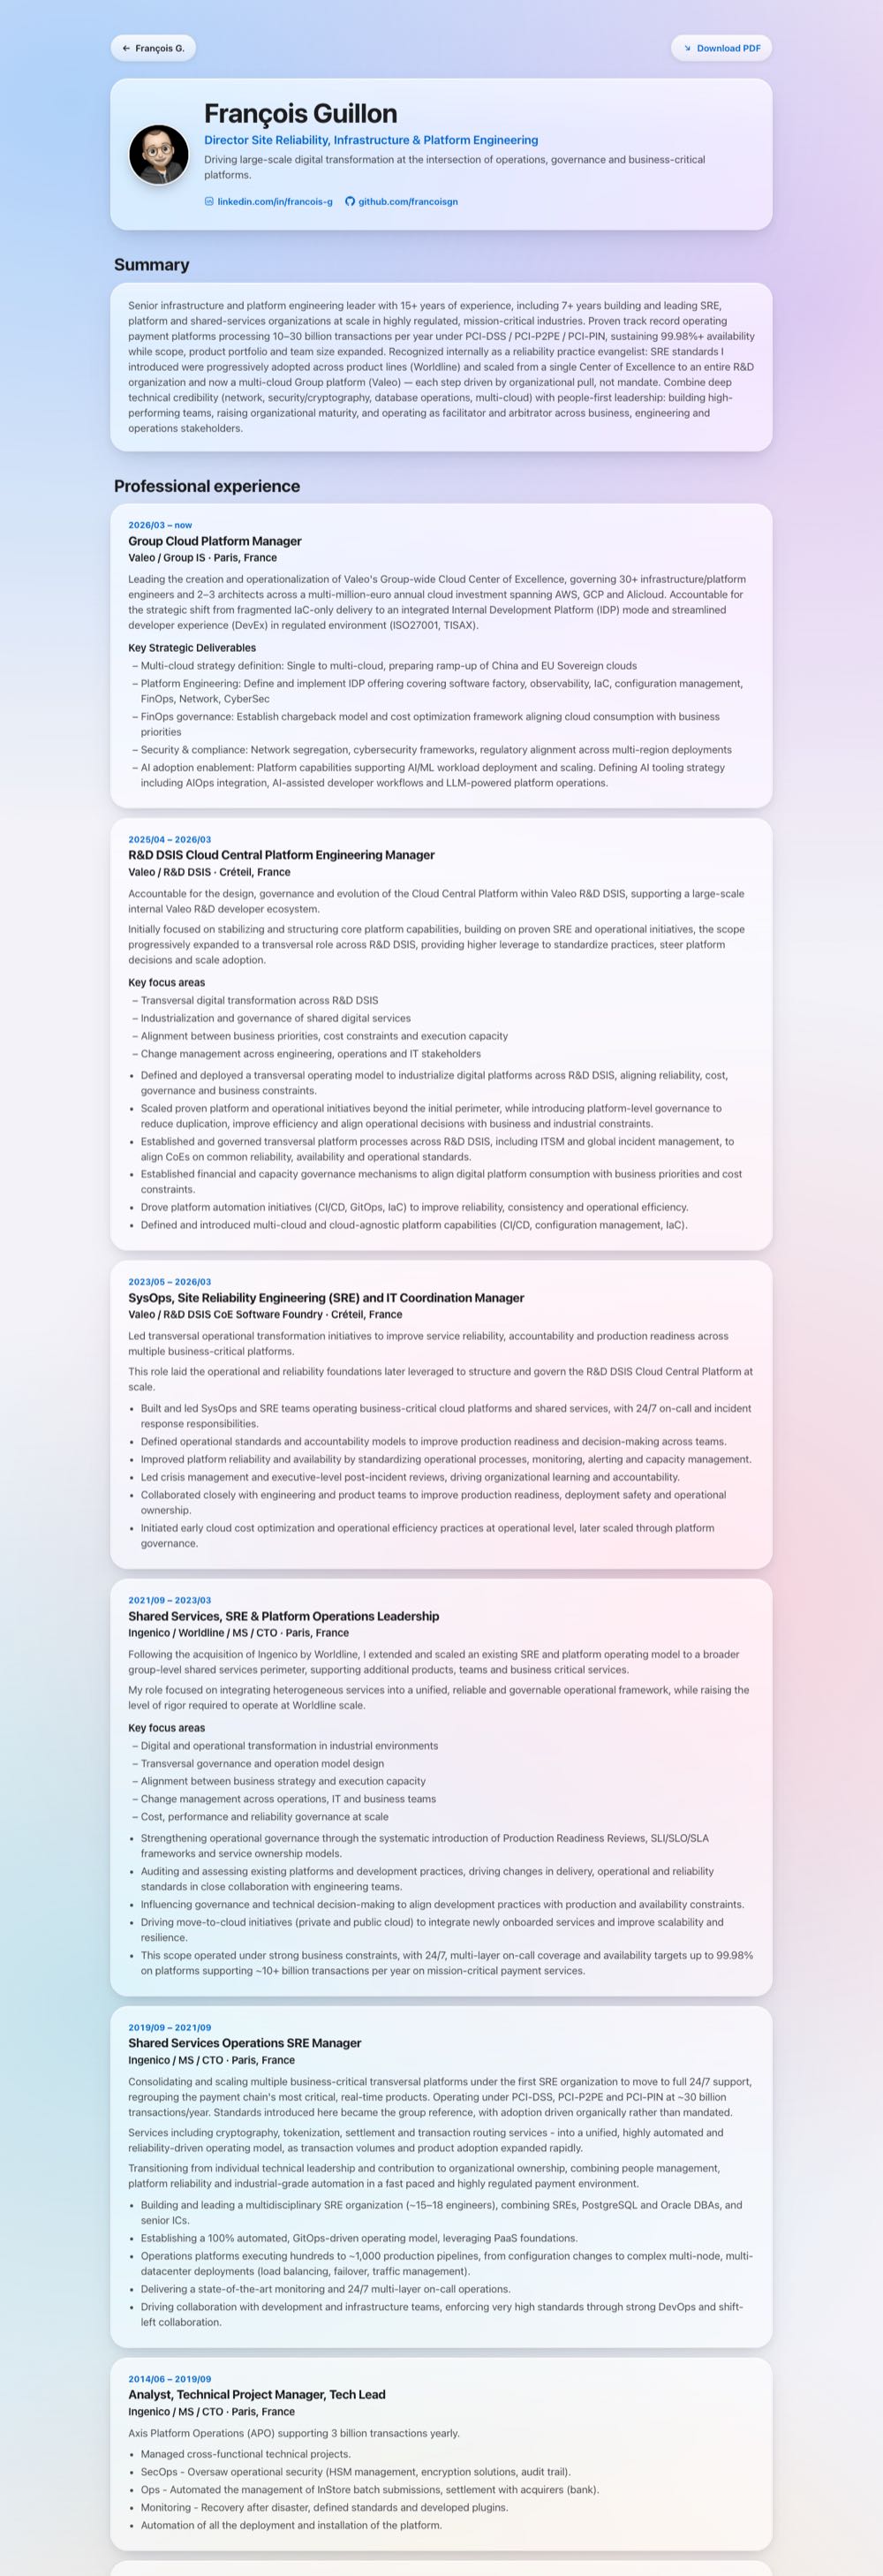 ← François G.
↘ Download PDF
François Guillon
Director Site Reliability, Infrastructure & Platform Engineering
Driving large-scale digital transformation at the intersection of operations, governance and business-critical
platforms.
linkedin.com/in/francois-g
github.com/francoisgn
Summary
Senior infrastructure and platform engineering leader with 15+ years of experience, including 7+ years building and leading SRE,
platform and shared-services organizations at scale in highly regulated, mission-critical industries. Proven track record operating
payment platforms processing 10–30 billion transactions per year under PCI-DSS / PCI-P2PE / PCI-PIN, sustaining 99.98%+ availability
while scope, product portfolio and team size expanded. Recognized internally as a reliability practice evangelist: SRE standards I
introduced were progressively adopted across product lines (Worldline) and scaled from a single Center of Excellence to an entire R&D
organization and now a multi-cloud Group platform (Valeo) — each step driven by organizational pull, not mandate. Combine deep
technical credibility (network, security/cryptography, database operations, multi-cloud) with people-first leadership: building high-
performing teams, raising organizational maturity, and operating as facilitator and arbitrator across business, engineering and
operations stakeholders.
Professional experience
2026/03 – now
Group Cloud Platform Manager
Valeo / Group IS · Paris, France
Leading the creation and operationalization of Valeo's Group-wide Cloud Center of Excellence, governing 30+ infrastructure/platform
engineers and 2–3 architects across a multi-million-euro annual cloud investment spanning AWS, GCP and Alicloud. Accountable for
the strategic shift from fragmented IaC-only delivery to an integrated Internal Development Platform (IDP) mode and streamlined
developer experience (DevEx) in regulated environment (ISO27001, TISAX).
Key Strategic Deliverables
– Multi-cloud strategy definition: Single to multi-cloud, preparing ramp-up of China and EU Sovereign clouds
– Platform Engineering: Define and implement IDP offering covering software factory, observability, IaC, configuration management,
FinOps, Network, CyberSec
– FinOps governance: Establish chargeback model and cost optimization framework aligning cloud consumption with business
priorities
– Security & compliance: Network segregation, cybersecurity frameworks, regulatory alignment across multi-region deployments
– AI adoption enablement: Platform capabilities supporting AI/ML workload deployment and scaling. Defining AI tooling strategy
including AIOps integration, AI-assisted developer workflows and LLM-powered platform operations.
2025/04 – 2026/03
R&D DSIS Cloud Central Platform Engineering Manager
Valeo / R&D DSIS · Créteil, France
Accountable for the design, governance and evolution of the Cloud Central Platform within Valeo R&D DSIS, supporting a large-scale
internal Valeo R&D developer ecosystem.
Initially focused on stabilizing and structuring core platform capabilities, building on proven SRE and operational initiatives, the scope
progressively expanded to a transversal role across R&D DSIS, providing higher leverage to standardize practices, steer platform
decisions and scale adoption.
Key focus areas
– Transversal digital transformation across R&D DSIS
– Industrialization and governance of shared digital services
– Alignment between business priorities, cost constraints and execution capacity
– Change management across engineering, operations and IT stakeholders
• Defined and deployed a transversal operating model to industrialize digital platforms across R&D DSIS, aligning reliability, cost,
governance and business constraints.
• Scaled proven platform and operational initiatives beyond the initial perimeter, while introducing platform-level governance to
reduce duplication, improve efficiency and align operational decisions with business and industrial constraints.
• Established and governed transversal platform processes across R&D DSIS, including ITSM and global incident management, to
align CoEs on common reliability, availability and operational standards.
• Established financial and capacity governance mechanisms to align digital platform consumption with business priorities and cost
constraints.
• Drove platform automation initiatives (CI/CD, GitOps, IaC) to improve reliability, consistency and operational efficiency.
• Defined and introduced multi-cloud and cloud-agnostic platform capabilities (CI/CD, configuration management, IaC).
2023/05 – 2026/03
SysOps, Site Reliability Engineering (SRE) and IT Coordination Manager
Valeo / R&D DSIS CoE Software Foundry · Créteil, France
Led transversal operational transformation initiatives to improve service reliability, accountability and production readiness across
multiple business-critical platforms.
This role laid the operational and reliability foundations later leveraged to structure and govern the R&D DSIS Cloud Central Platform at
scale.
• Built and led SysOps and SRE teams operating business-critical cloud platforms and shared services, with 24/7 on-call and incident
response responsibilities.
• Defined operational standards and accountability models to improve production readiness and decision-making across teams.
• Improved platform reliability and availability by standardizing operational processes, monitoring, alerting and capacity management.
• Led crisis management and executive-level post-incident reviews, driving organizational learning and accountability.
• Collaborated closely with engineering and product teams to improve production readiness, deployment safety and operational
ownership.
• Initiated early cloud cost optimization and operational efficiency practices at operational level, later scaled through platform
governance.
2021/09 – 2023/03
Shared Services, SRE & Platform Operations Leadership
Ingenico / Worldline / MS / CTO · Paris, France
Following the acquisition of Ingenico by Worldline, I extended and scaled an existing SRE and platform operating model to a broader
group-level shared services perimeter, supporting additional products, teams and business critical services.
My role focused on integrating heterogeneous services into a unified, reliable and governable operational framework, while raising the
level of rigor required to operate at Worldline scale.
Key focus areas
– Digital and operational transformation in industrial environments
– Transversal governance and operation model design
– Alignment between business strategy and execution capacity
– Change management across operations, IT and business teams
– Cost, performance and reliability governance at scale
• Strengthening operational governance through the systematic introduction of Production Readiness Reviews, SLI/SLO/SLA
frameworks and service ownership models.
• Auditing and assessing existing platforms and development practices, driving changes in delivery, operational and reliability
standards in close collaboration with engineering teams.
• Influencing governance and technical decision-making to align development practices with production and availability constraints.
• Driving move-to-cloud initiatives (private and public cloud) to integrate newly onboarded services and improve scalability and
resilience.
• This scope operated under strong business constraints, with 24/7, multi-layer on-call coverage and availability targets up to 99.98%
on platforms supporting ~10+ billion transactions per year on mission-critical payment services.
2019/09 – 2021/09
Shared Services Operations SRE Manager
Ingenico / MS / CTO · Paris, France
Consolidating and scaling multiple business-critical transversal platforms under the first SRE organization to move to full 24/7 support,
regrouping the payment chain's most critical, real-time products. Operating under PCI-DSS, PCI-P2PE and PCI-PIN at ~30 billion
transactions/year. Standards introduced here became the group reference, with adoption driven organically rather than mandated.
Services including cryptography, tokenization, settlement and transaction routing services - into a unified, highly automated and
reliability-driven operating model, as transaction volumes and product adoption expanded rapidly.
Transitioning from individual technical leadership and contribution to organizational ownership, combining people management,
platform reliability and industrial-grade automation in a fast paced and highly regulated payment environment.
• Building and leading a multidisciplinary SRE organization (~15–18 engineers), combining SREs, PostgreSQL and Oracle DBAs, and
senior ICs.
• Establishing a 100% automated, GitOps-driven operating model, leveraging PaaS foundations.
• Operations platforms executing hundreds to ~1,000 production pipelines, from configuration changes to complex multi-node, multi-
datacenter deployments (load balancing, failover, traffic management).
• Delivering a state-of-the-art monitoring and 24/7 multi-layer on-call operations.
• Driving collaboration with development and infrastructure teams, enforcing very high standards through strong DevOps and shift-
left collaboration.
2014/06 – 2019/09
Analyst, Technical Project Manager, Tech Lead
Ingenico / MS / CTO · Paris, France
Axis Platform Operations (APO) supporting 3 billion transactions yearly.
• Managed cross-functional technical projects.
• SecOps - Oversaw operational security (HSM management, encryption solutions, audit trail).
• Ops - Automated the management of InStore batch submissions, settlement with acquirers (bank).
• Monitoring - Recovery after disaster, defined standards and developed plugins.
• Automation of all the deployment and installation of the platform.